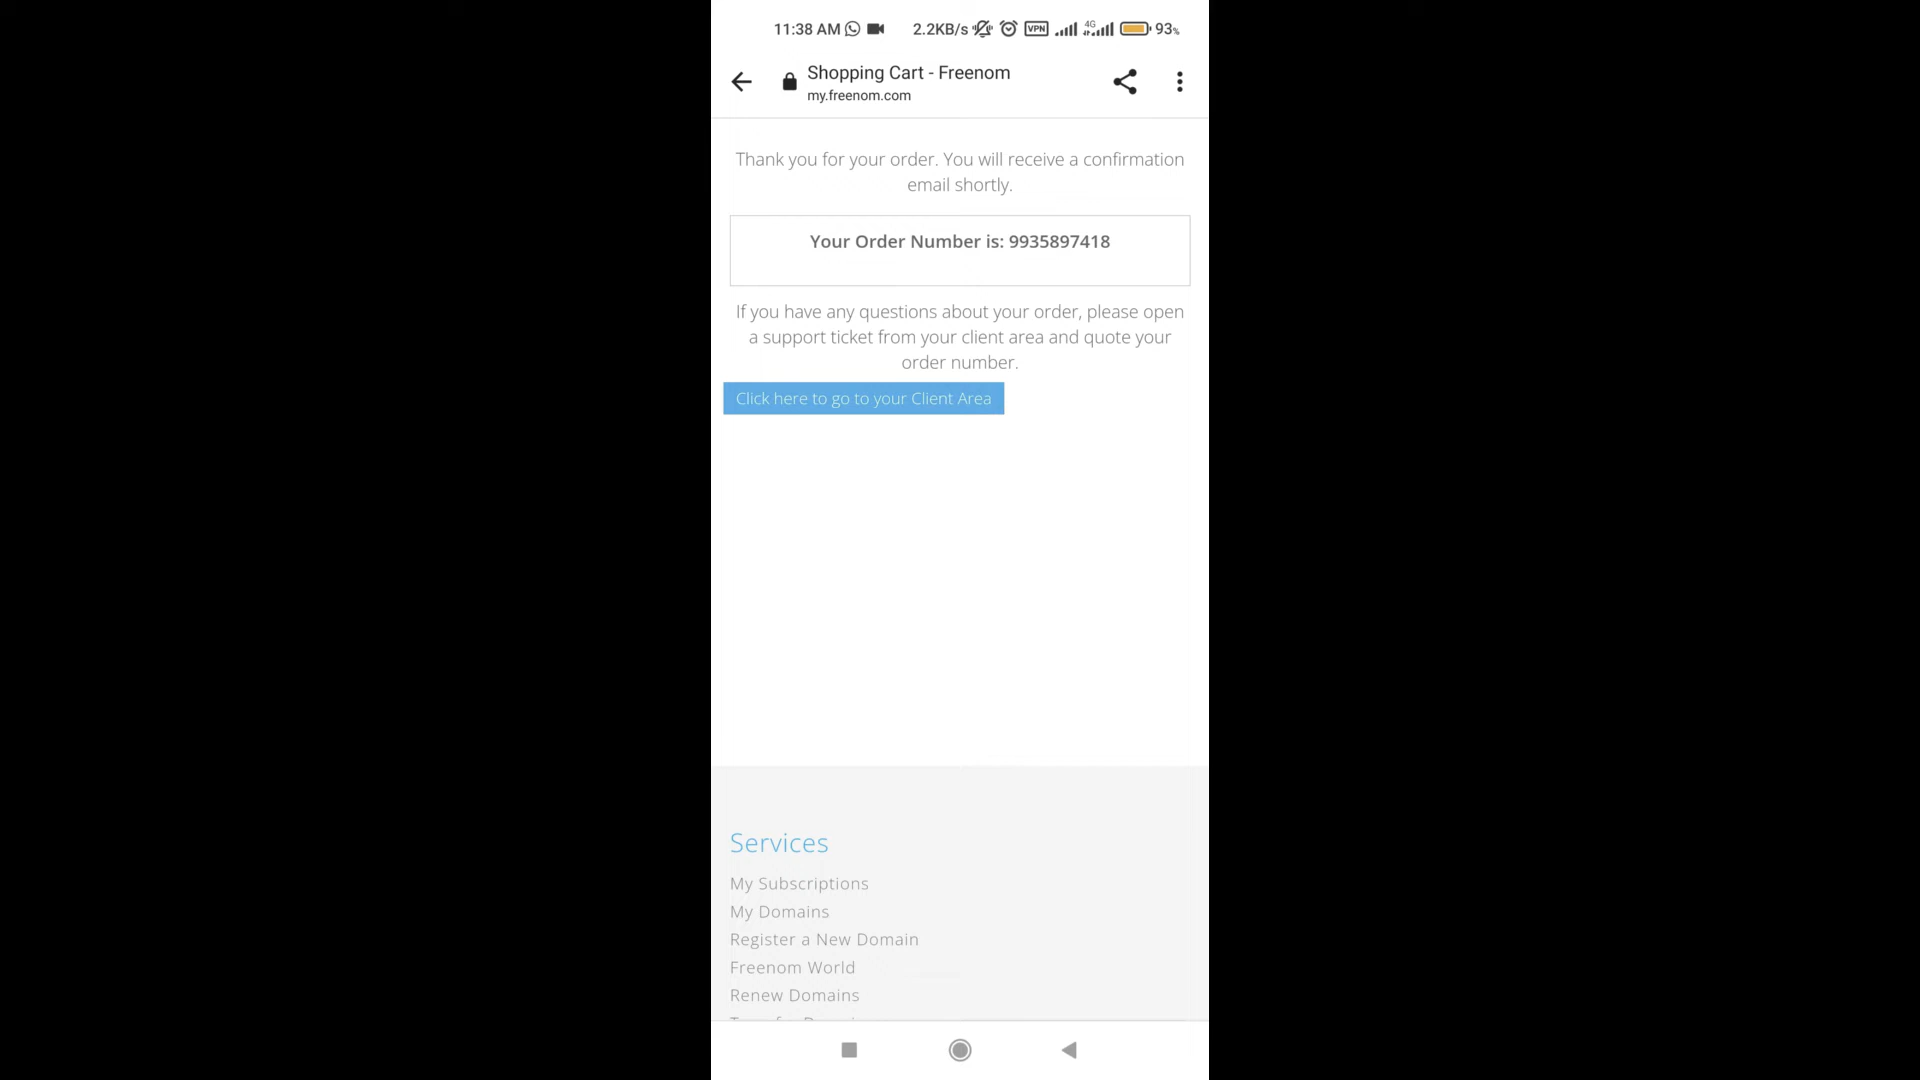 11:38 AM 2.2KB/s VPN 4G 93%
Shopping Cart - Freenom
my.freenom.com
Thank you for your order. You will receive a confirmation
email shortly.
Your Order Number is: 9935897418
If you have any questions about your order, please open
a support ticket from your client area and quote your
order number.
Click here to go to your Client Area
Services
My Subscriptions
My Domains
Register a New Domain
Freenom World
Renew Domains